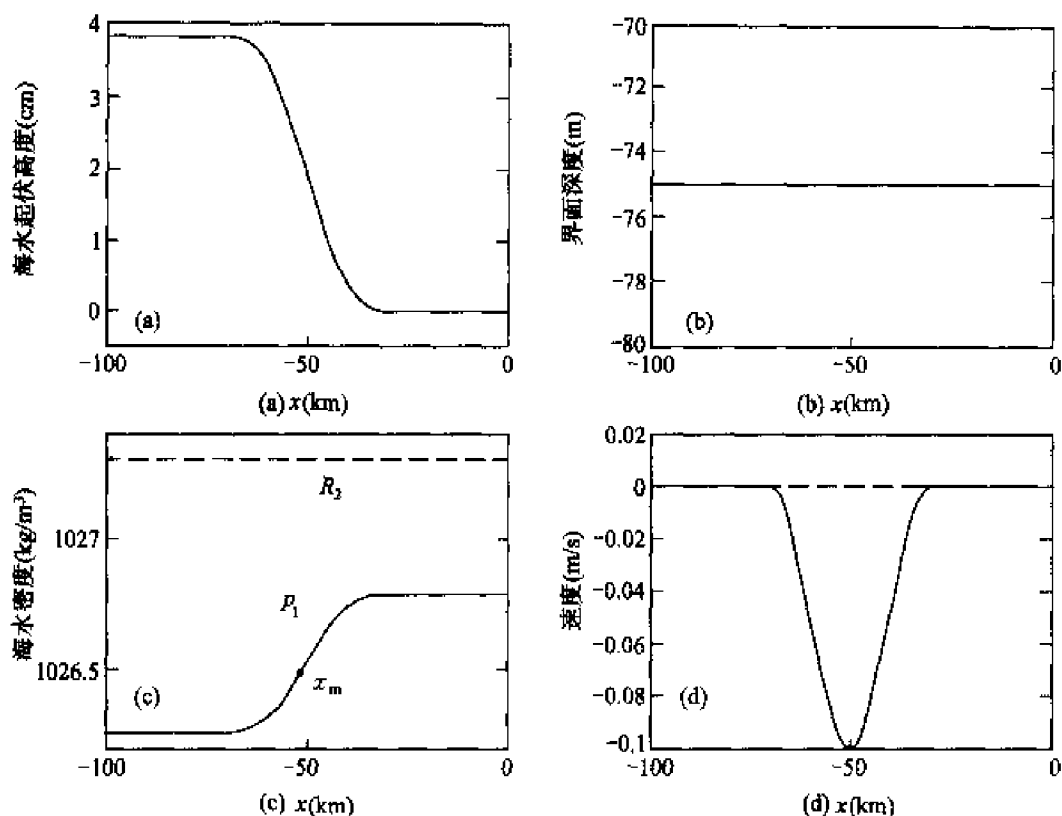 海水起伏高度(cm)
4
3
2
1
0
(a)
-100
-50
0
(a) x(km)
界面深度(m)
-70
-72
-74
-76
-78
-80
(b)
-100
-50
0
(b) x(km)
海水密度(kg/m³)
1027
1026.5
R₂
P₁
x_m
(c)
-100
-50
0
(c) x(km)
速度(m/s)
0.02
0
-0.02
-0.04
-0.06
-0.08
-0.1
(d)
-100
-50
0
(d) x(km)